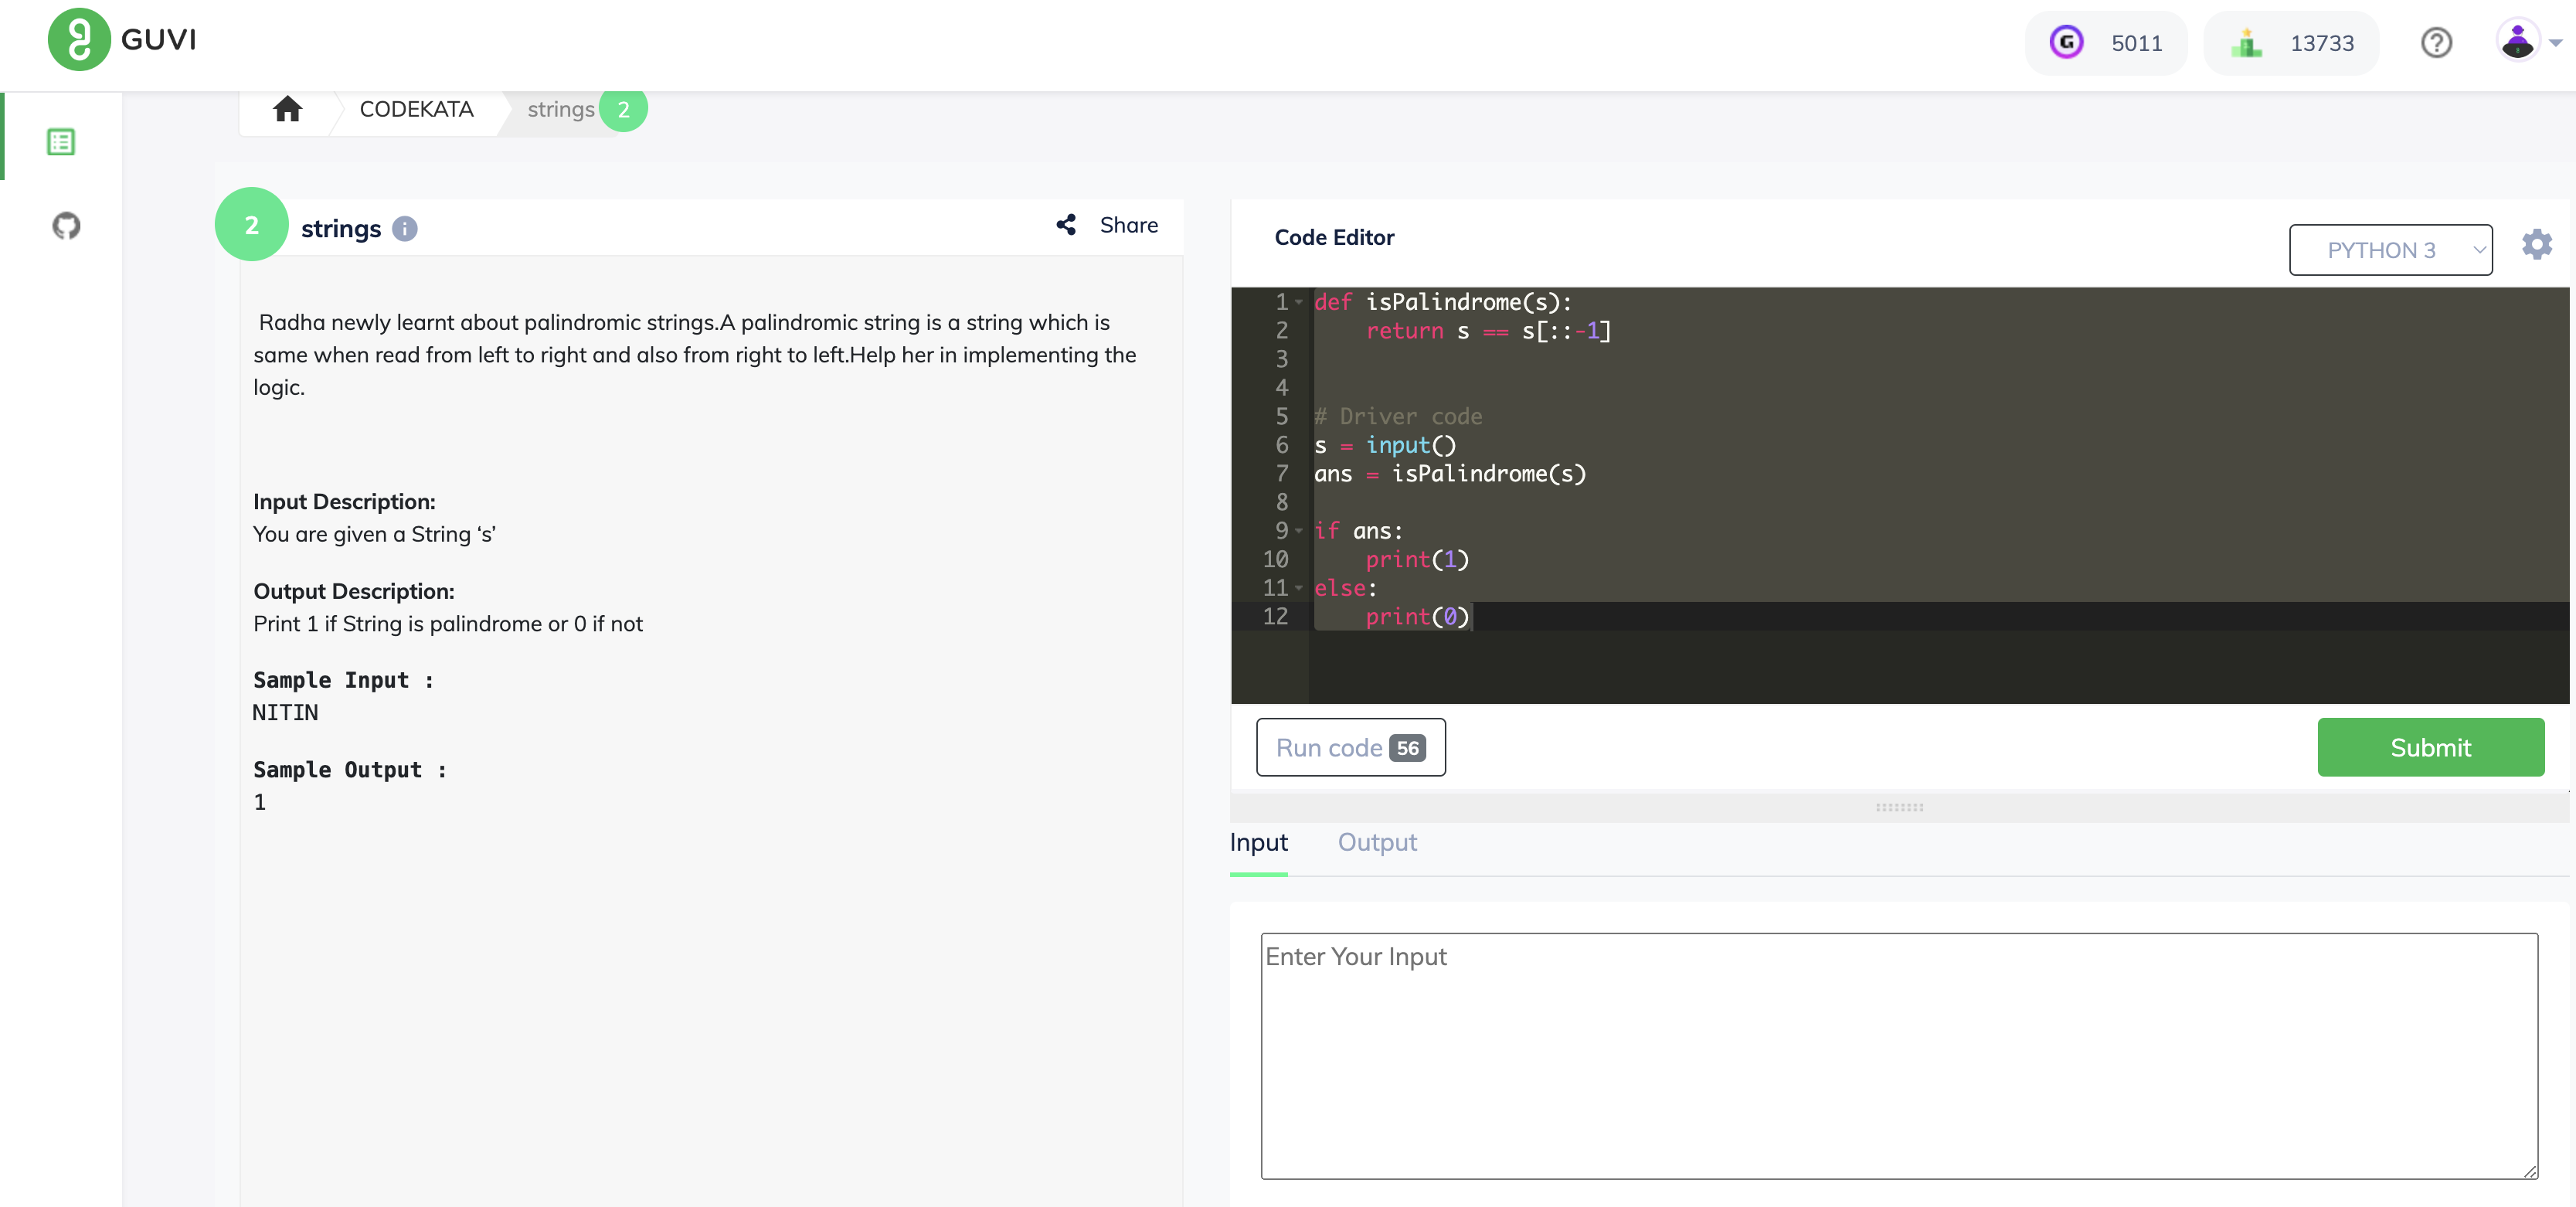 GUVI
5011
13733
CODEKATA
strings
2
2
strings
Share
Radha newly learnt about palindromic strings.A palindromic string is a string which is
same when read from left to right and also from right to left.Help her in implementing the
logic.
Input Description:
You are given a String ‘s’
Output Description:
Print 1 if String is palindrome or 0 if not
Sample Input :
NITIN
Sample Output :
1
Code Editor
PYTHON 3
1 def isPalindrome(s):
2     return s == s[::-1]
3
4
5 # Driver code
6 s = input()
7 ans = isPalindrome(s)
8
9 if ans:
10     print(1)
11 else:
12     print(0)
Run code 56
Submit
Input
Output
Enter Your Input